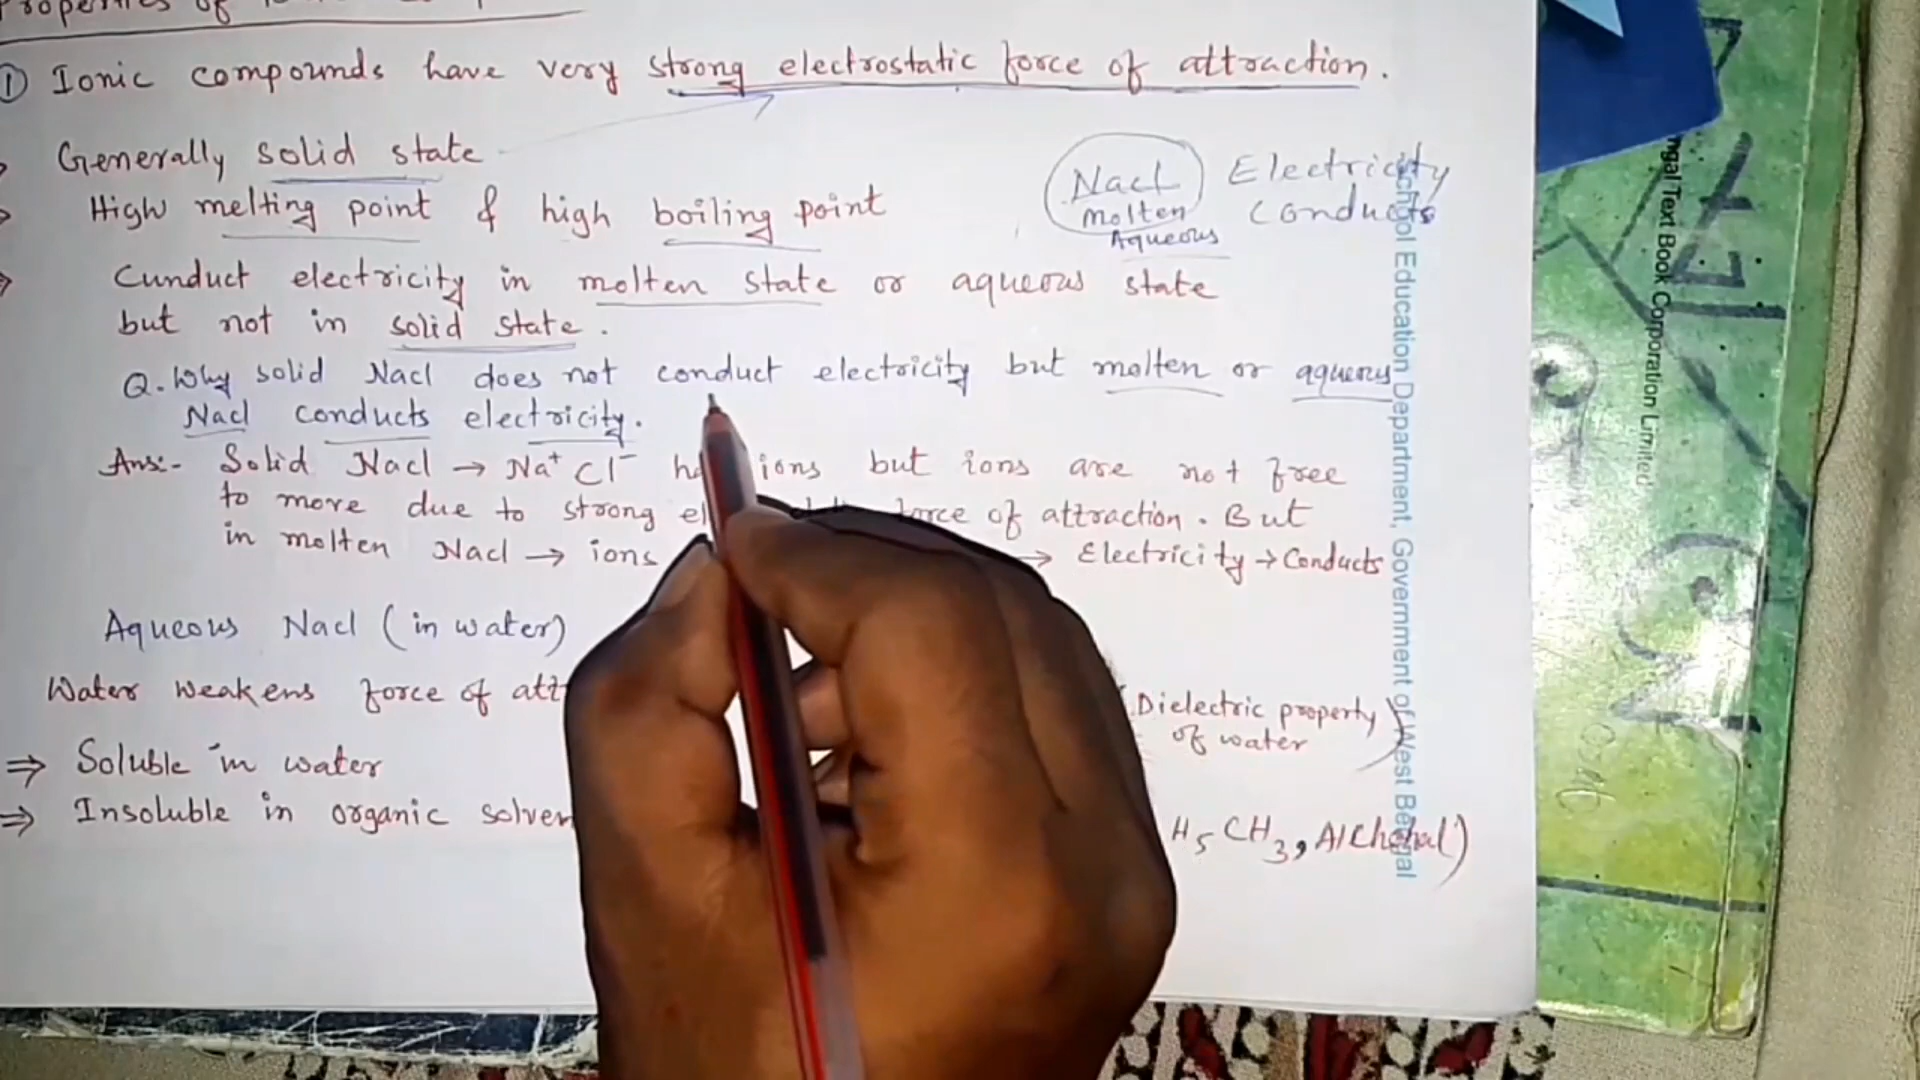 Properties of
① Ionic compounds have very strong electrostatic force of attraction.
Generally solid state
High melting point & high boiling point
Nacl Electricity
molten conducts
Aqueous
Cunduct electricity in molten state or aqueous state
but not in solid state.
Q. Why solid Nacl does not conduct electricity but molten or aqueous
Nacl conducts electricity.
Ans:- Solid Nacl → Na⁺ Cl⁻ ions but ions are not free
to move due to strong force of attraction. But
in molten Nacl → ions → Electricity → Conducts
Aqueous Nacl (in water)
Water weakens force of
(Dielectric property
of water)
⇒ Soluble in water
⇒ Insoluble in organic
H₅ CH₃, Alchohal)
School Education Department, Government of West Bengal
Text Book Corporation Limited